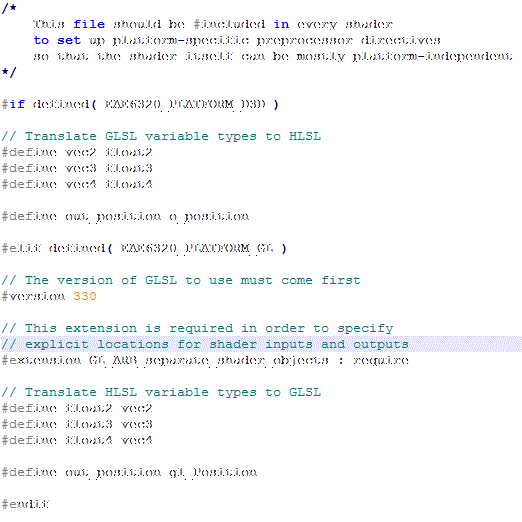 /*
This file should be #included in every shader
to set up platform-specific preprocessor directives
so that the shader itself can be mostly platform-independent
*/
#if defined( EAE6320_PLATFORM_D3D )
// Translate GLSL variable types to HLSL
#define vec2 float2
#define vec3 float3
#define vec4 float4
#define out_position o_position
#elif defined( EAE6320_PLATFORM_GL )
// The version of GLSL to use must come first
#version 330
// This extension is required in order to specify
// explicit locations for shader inputs and outputs
#extension GL_ARB_separate_shader_objects : require
// Translate HLSL variable types to GLSL
#define float2 vec2
#define float3 vec3
#define float4 vec4
#define out_position gl_Position
#endif